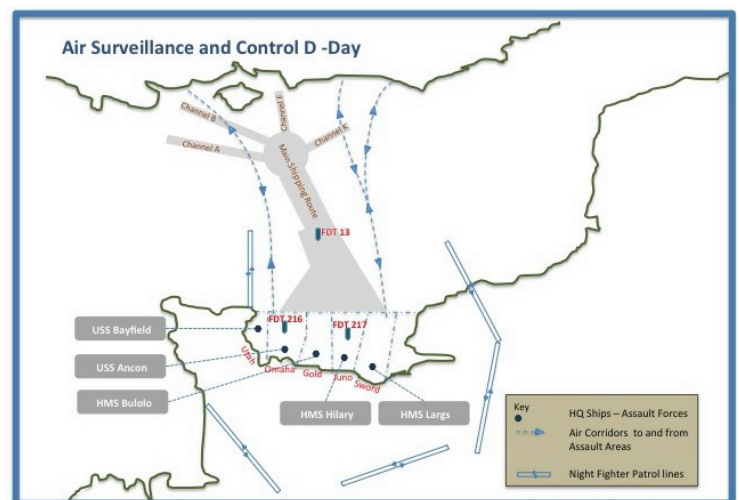 Air Surveillance and Control D -Day
Channel B
Channel F
Channel A
Channel K
Main Shipping Route
FDT 13
USS Bayfield
FDT 216
FDT 217
USS Ancon
Utah
Omaha
Gold
Juno
Sword
HMS Bulolo
HMS Hilary
HMS Largs
Key
HQ Ships – Assault Forces
Air Corridors to and from
Assault Areas
Night Fighter Patrol lines